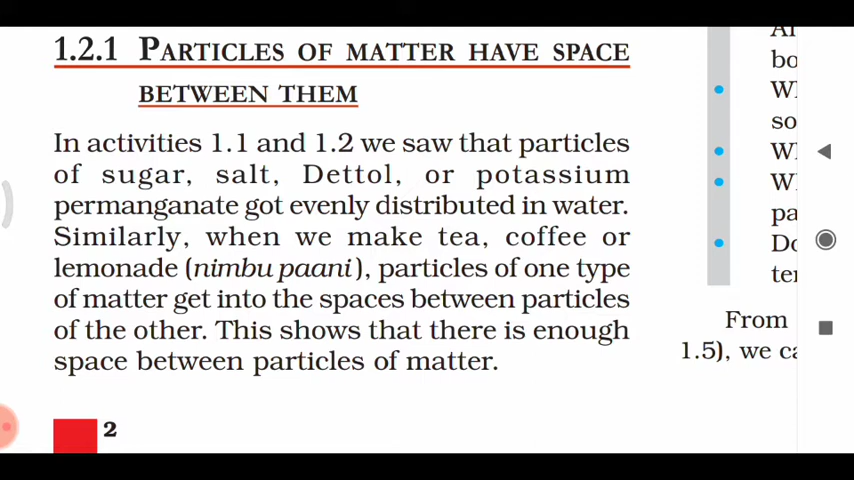 1.2.1 PARTICLES OF MATTER HAVE SPACE
BETWEEN THEM
In activities 1.1 and 1.2 we saw that particles
of sugar, salt, Dettol, or potassium
permanganate got evenly distributed in water.
Similarly, when we make tea, coffee or
lemonade (nimbu paani), particles of one type
of matter get into the spaces between particles
of the other. This shows that there is enough
space between particles of matter.
2
From
1.5), we